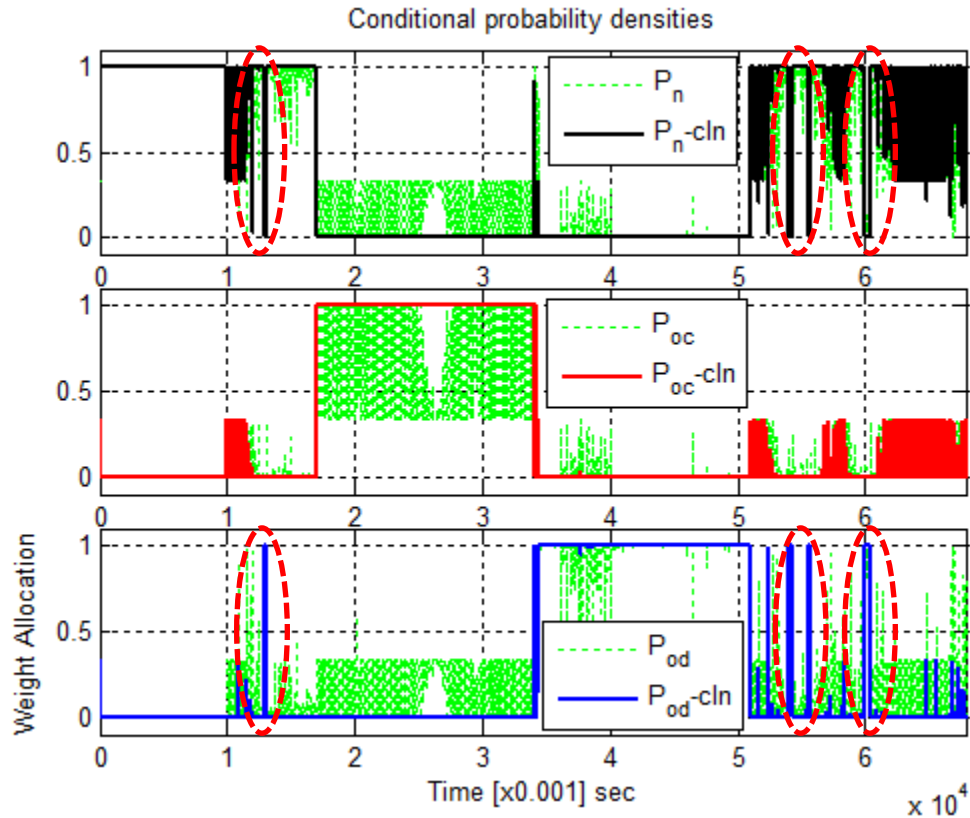 Conditional probability densities
1
0.5
0
P_n
P_n-cln
0 1 2 3 4 5 6
1
0.5
0
P_oc
P_oc-cln
0 1 2 3 4 5 6
Weight Allocation
1
0.5
0
P_od
P_od-cln
0 1 2 3 4 5 6
Time [x0.001] sec
x 10^4